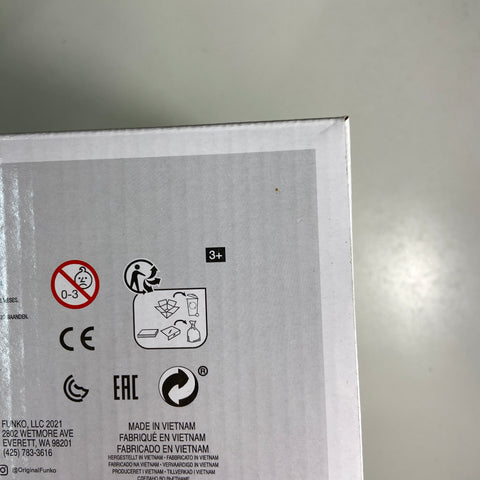 3+
0-3
CE
EAC
®
FUNKO, LLC 2021
2802 WETMORE AVE
EVERETT, WA 98201
(425) 783-3616
@OriginalFunko
MADE IN VIETNAM
FABRIQUÉ EN VIETNAM
FABRICADO EN VIETNAM
HERGESTELLT IN VIETNAM • FABBRICATO IN VIETNAM
FABRICADO NA VIETNAM • VERVAARDIGD IN VIETNAM
PRODUCERET I VIETNAM • TILLVERKAD I VIETNAM